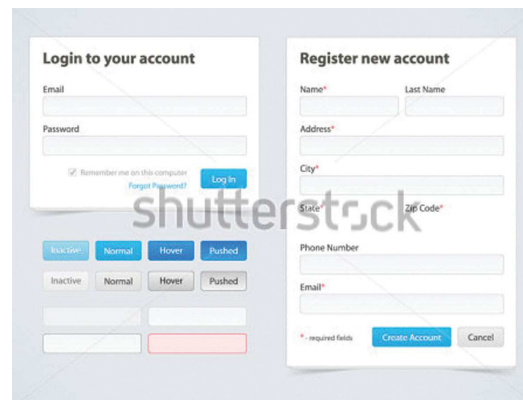 Login to your account
Email
Password
Remember me on this computer
Forgot Password?
Log In
Inactive Normal Hover Pushed
Inactive Normal Hover Pushed
Register new account
Name* Last Name
Address*
City*
State* Zip Code*
Phone Number
Email*
* - required fields
Create Account
Cancel
shutterstock